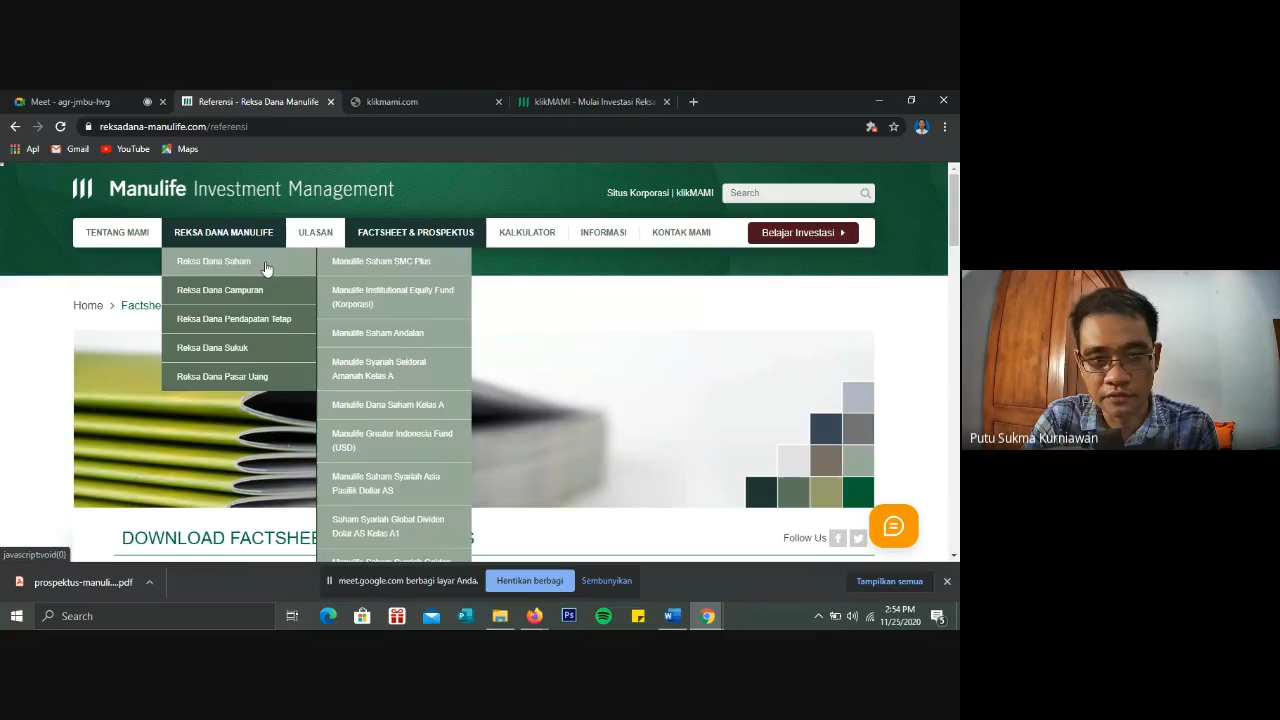 Meet - agr-jmbu-hvg
Referensi - Reksa Dana Manulife
klikmami.com
klikMAMI - Mulai Investasi Reksa
reksadana-manulife.com/referensi
Apl
Gmail
YouTube
Maps
Manulife Investment Management
Situs Korporasi | klikMAMI
Search
TENTANG MAMI
REKSA DANA MANULIFE
ULASAN
FACTSHEET & PROSPEKTUS
KALKULATOR
INFORMASI
KONTAK MAMI
Belajar Investasi
Reksa Dana Saham
Reksa Dana Campuran
Reksa Dana Pendapatan Tetap
Reksa Dana Sukuk
Reksa Dana Pasar Uang
Manulife Saham SMC Plus
Manulife Institutional Equity Fund
(Korporasi)
Manulife Saham Andalan
Manulife Syariah Sektoral
Amanah Kelas A
Manulife Dana Saham Kelas A
Manulife Greater Indonesia Fund
(USD)
Manulife Saham Syariah Asia
Pasifik Dollar AS
Saham Syariah Global Dividen
Dolar AS Kelas A1
Home > Factshe
DOWNLOAD FACTSHEE
S
Follow Us
Putu Sukma Kurniawan
javascript:void(0)
prospektus-manuli....pdf
meet.google.com berbagi layar Anda.
Hentikan berbagi
Sembunyikan
Tampilkan semua
Search
2:54 PM
11/25/2020
5